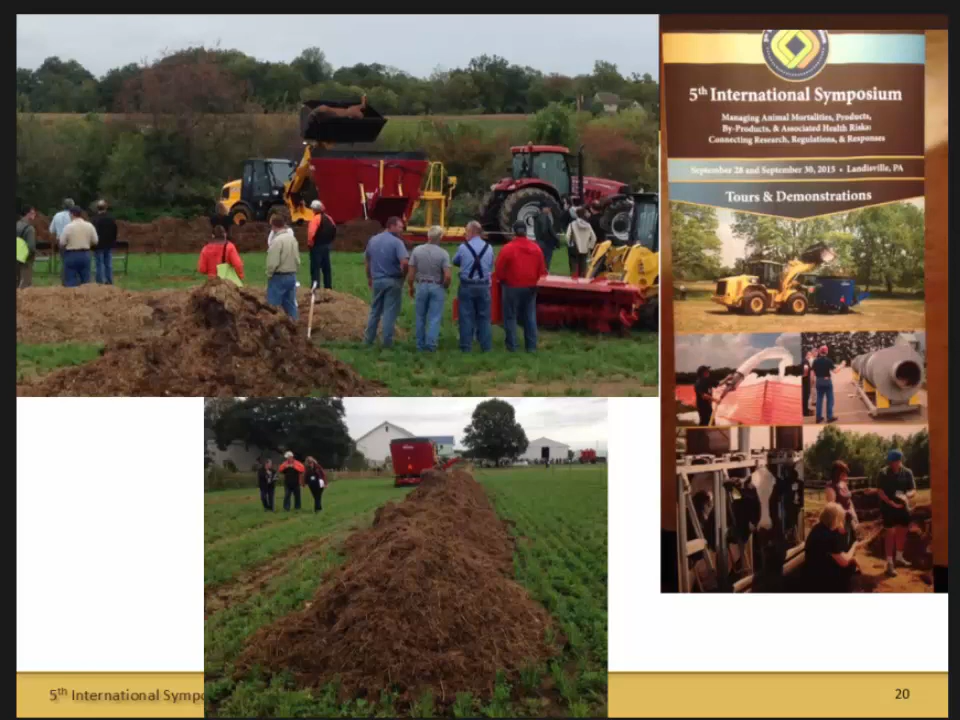 5th International Symposium
Managing Animal Mortalities, Products,
By-Products, & Associated Health Risks:
Connecting Research, Regulations, & Responses
September 28 and September 30, 2015 • Landisville, PA
Tours & Demonstrations
5th International Sympo
20